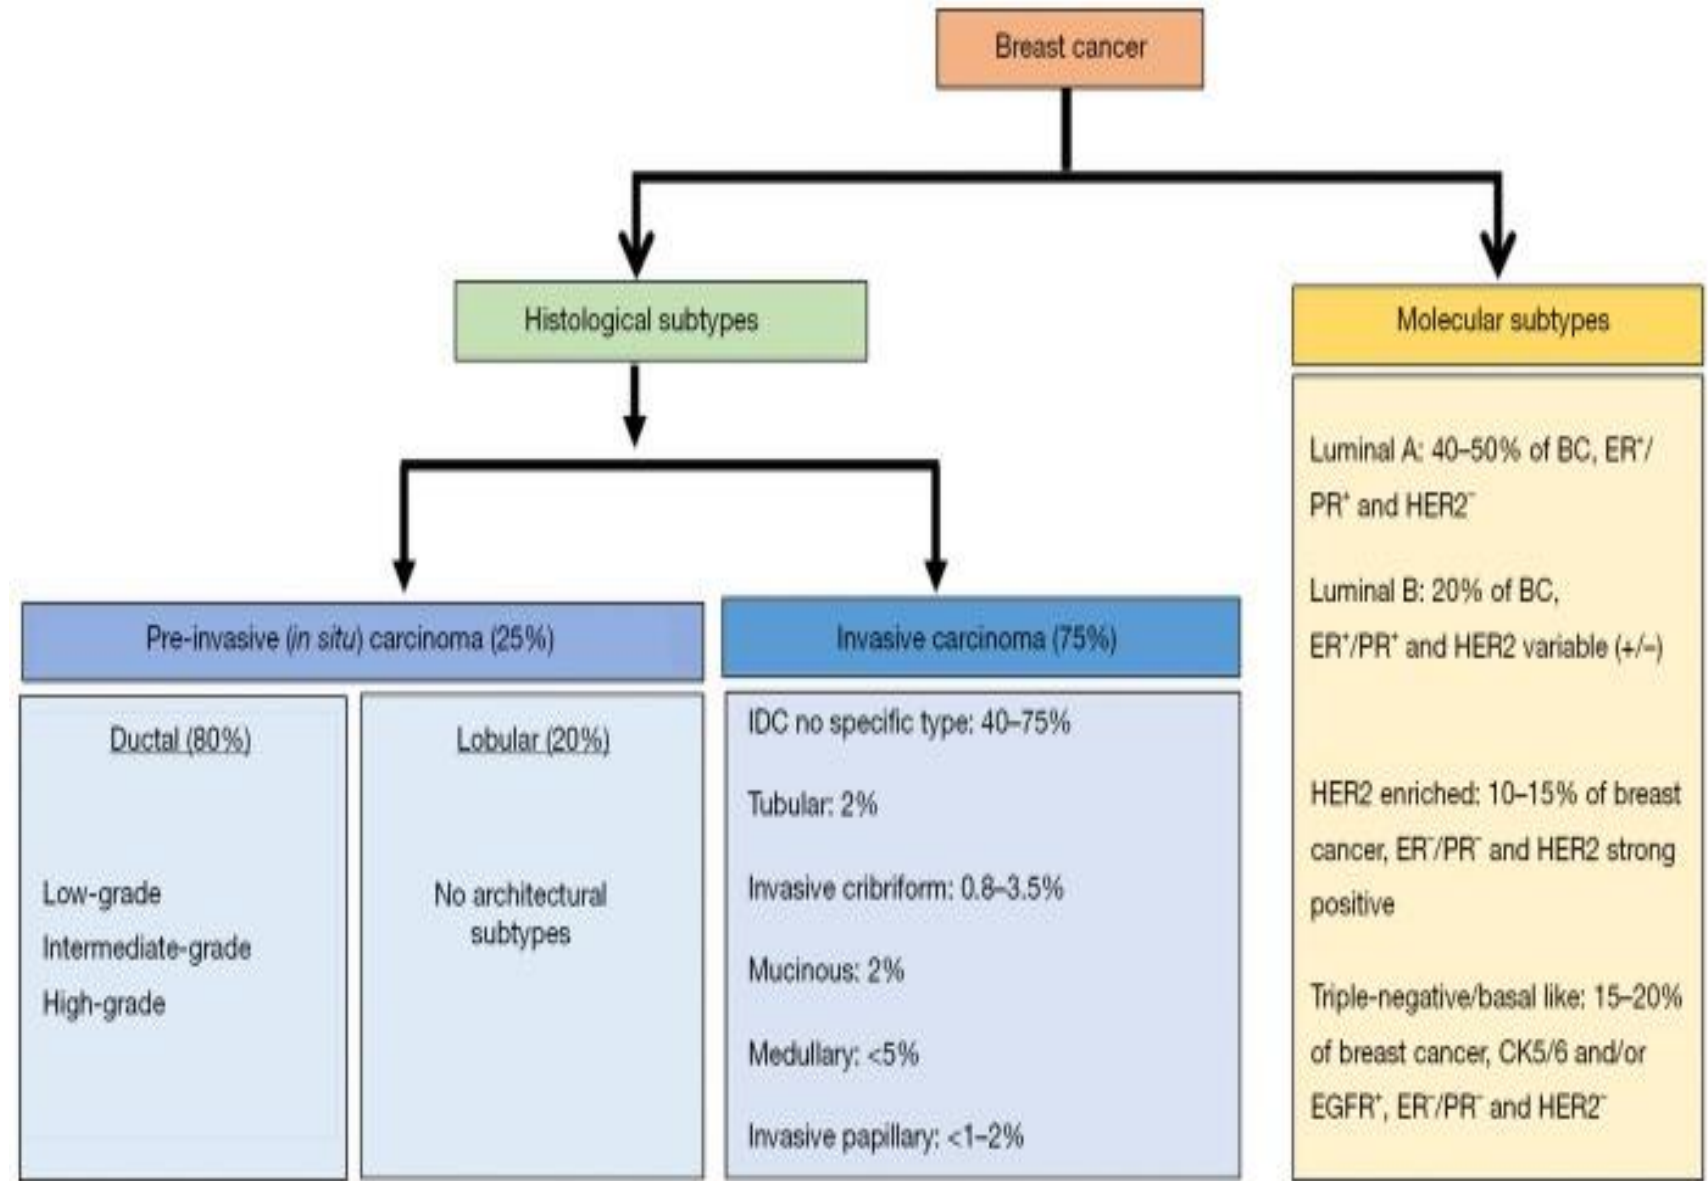 Breast cancer
Histological subtypes
Molecular subtypes
Pre-invasive (in situ) carcinoma (25%)
Invasive carcinoma (75%)
Ductal (80%)
Low-grade
Intermediate-grade
High-grade
Lobular (20%)
No architectural
subtypes
IDC no specific type: 40–75%
Tubular: 2%
Invasive cribriform: 0.8–3.5%
Mucinous: 2%
Medullary: <5%
Invasive papillary: <1–2%
Luminal A: 40–50% of BC, ER⁺/
PR⁺ and HER2⁻
Luminal B: 20% of BC,
ER⁺/PR⁺ and HER2 variable (+/–)
HER2 enriched: 10–15% of breast
cancer, ER⁻/PR⁻ and HER2 strong
positive
Triple-negative/basal like: 15–20%
of breast cancer, CK5/6 and/or
EGFR⁺, ER⁻/PR⁻ and HER2⁻